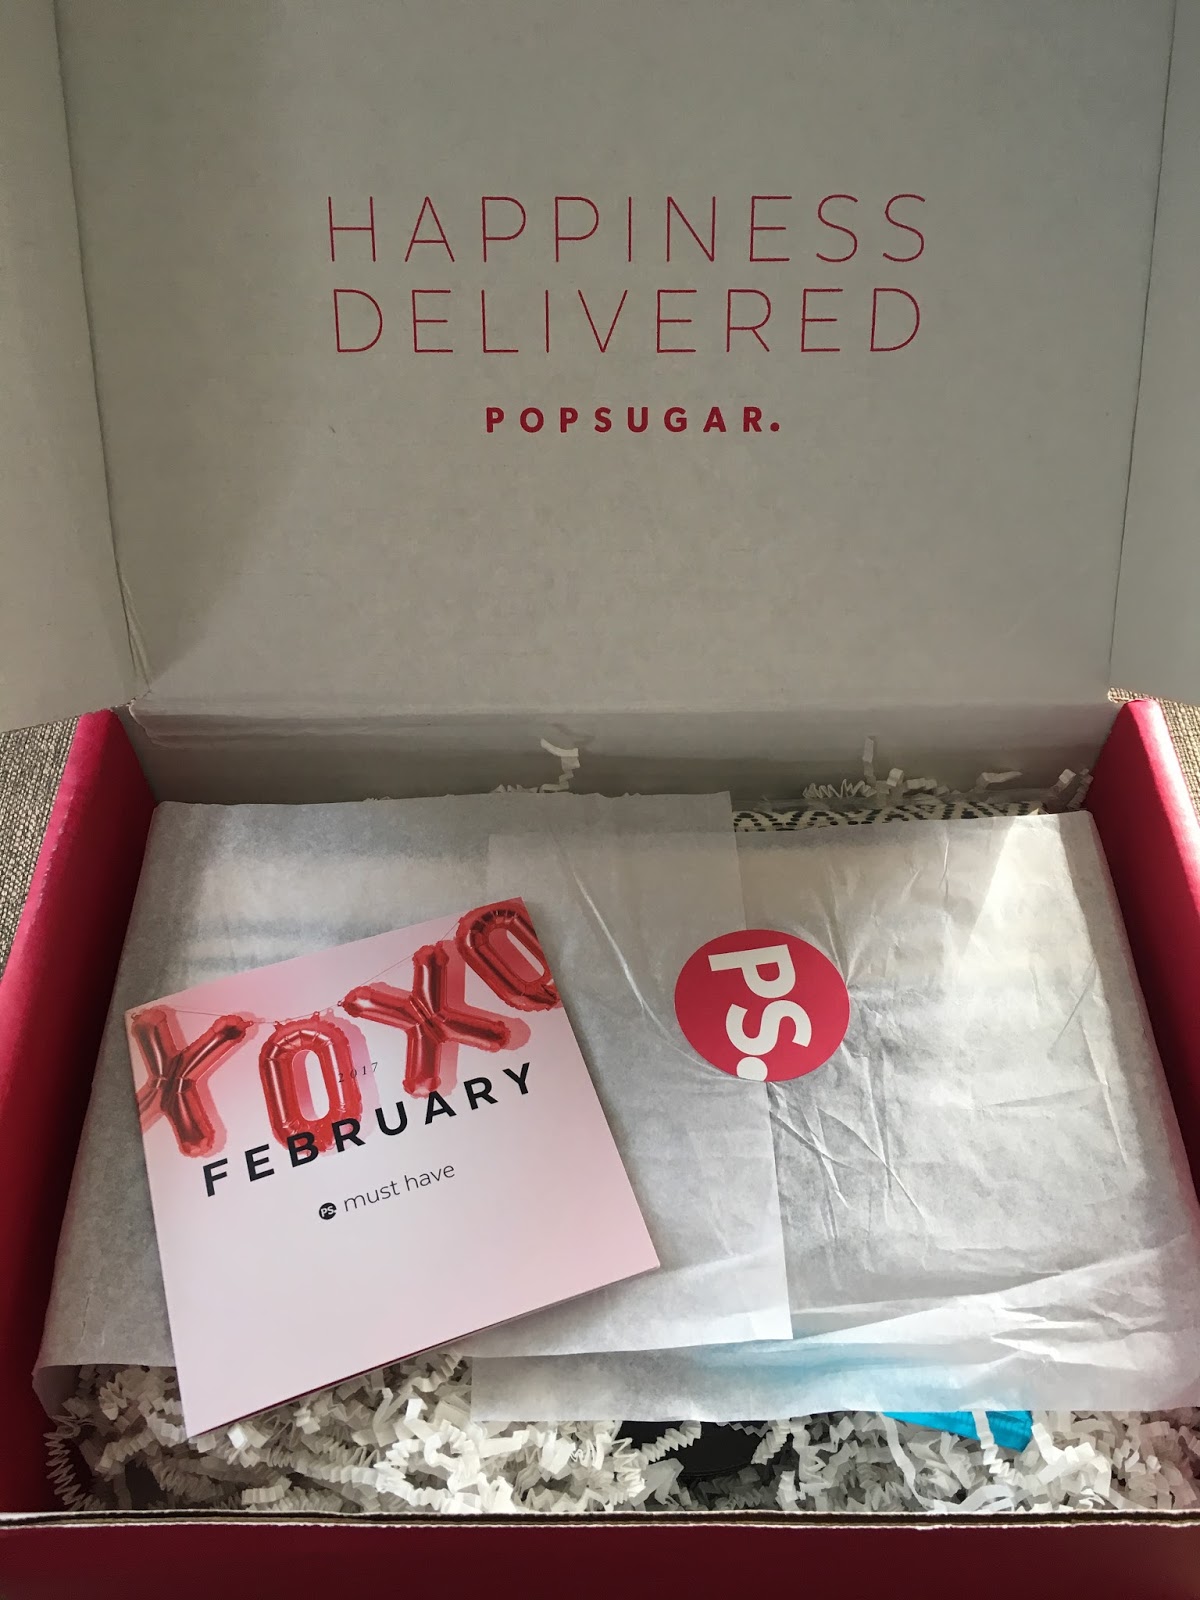 HAPPINESS
DELIVERED
POPSUGAR.
XOXO
2017
FEBRUARY
PS. must have
PS.